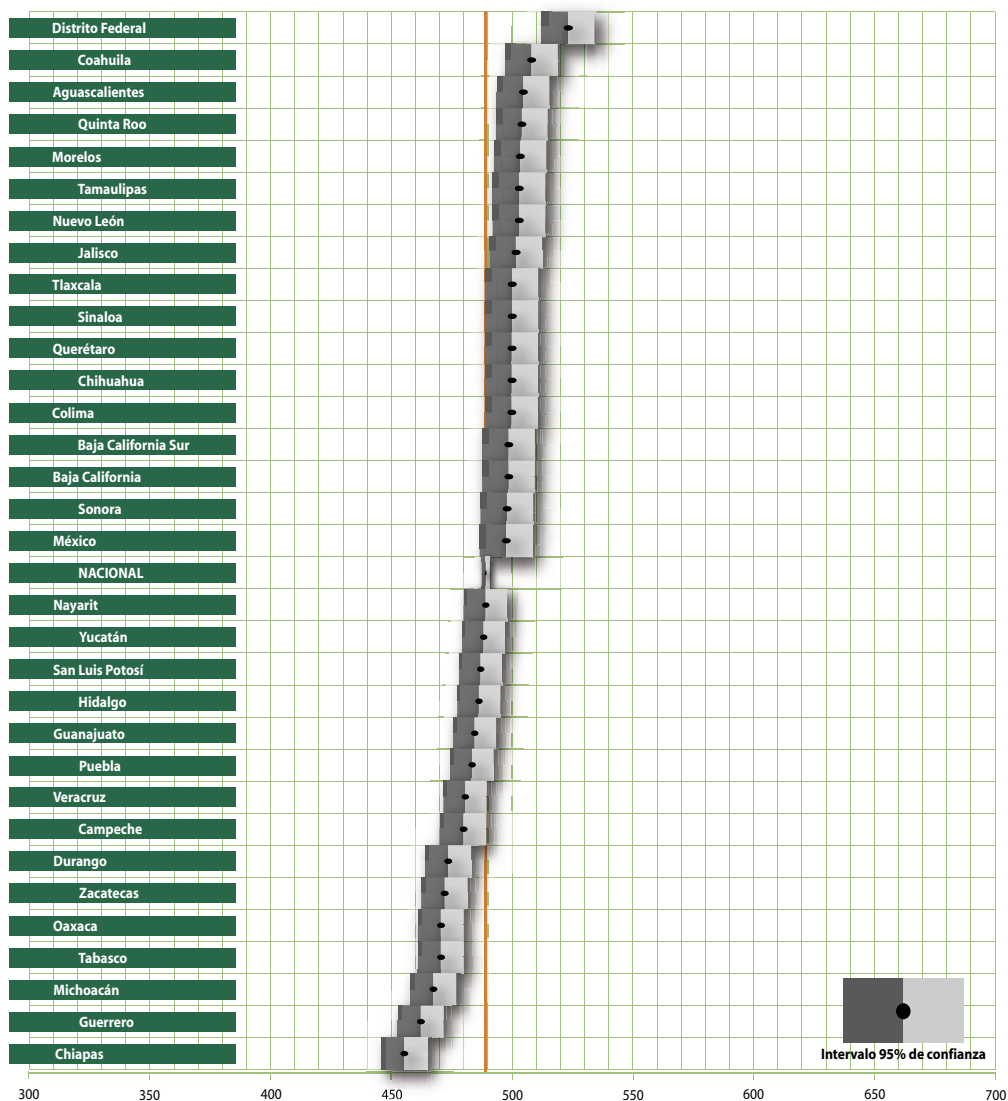 Distrito Federal
Coahuila
Aguascalientes
Quinta Roo
Morelos
Tamaulipas
Nuevo León
Jalisco
Tlaxcala
Sinaloa
Querétaro
Chihuahua
Colima
Baja California Sur
Baja California
Sonora
México
NACIONAL
Nayarit
Yucatán
San Luis Potosí
Hidalgo
Guanajuato
Puebla
Veracruz
Campeche
Durango
Zacatecas
Oaxaca
Tabasco
Michoacán
Guerrero
Chiapas
Intervalo 95% de confianza
300 350 400 450 500 550 600 650 700